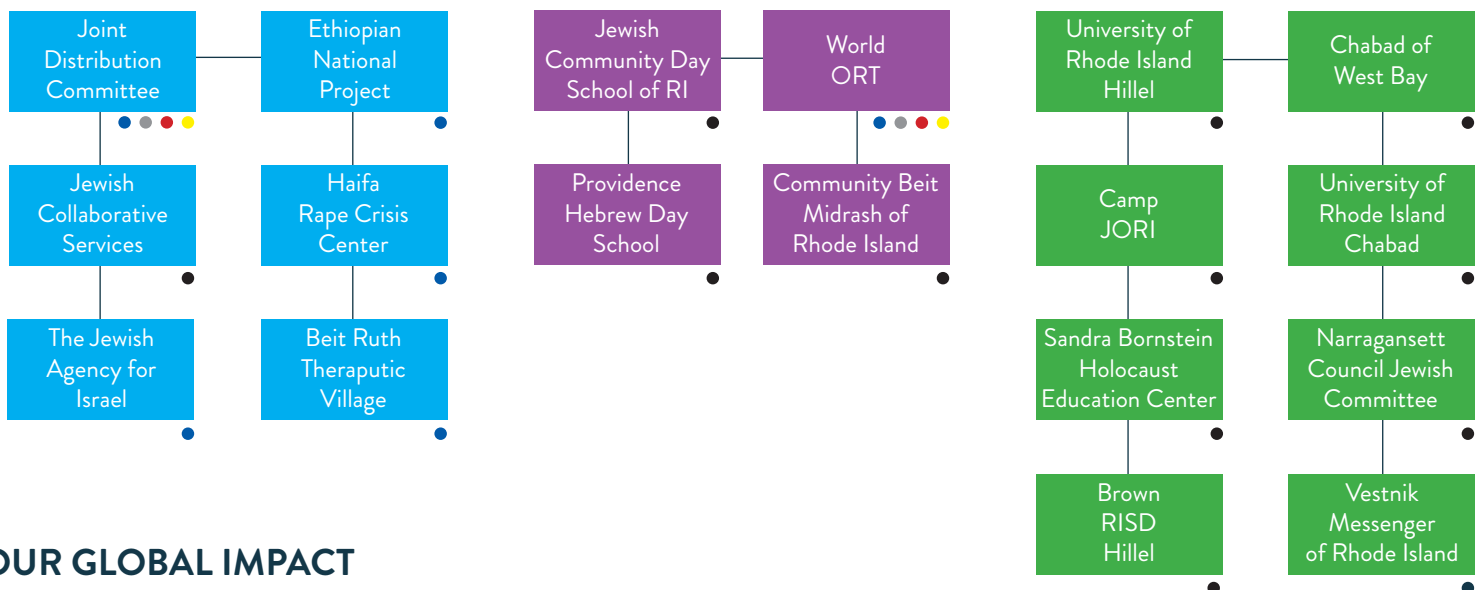 Joint
Distribution
Committee
Ethiopian
National
Project
Jewish
Collaborative
Services
Haifa
Rape Crisis
Center
The Jewish
Agency for
Israel
Beit Ruth
Theraputic
Village
Jewish
Community Day
School of RI
World
ORT
Providence
Hebrew Day
School
Community Beit
Midrash of
Rhode Island
University of
Rhode Island
Hillel
Chabad of
West Bay
Camp
JORI
University of
Rhode Island
Chabad
Sandra Bornstein
Holocaust
Education Center
Narragansett
Council Jewish
Committee
Brown
RISD
Hillel
Vestnik
Messenger
of Rhode Island
OUR GLOBAL IMPACT